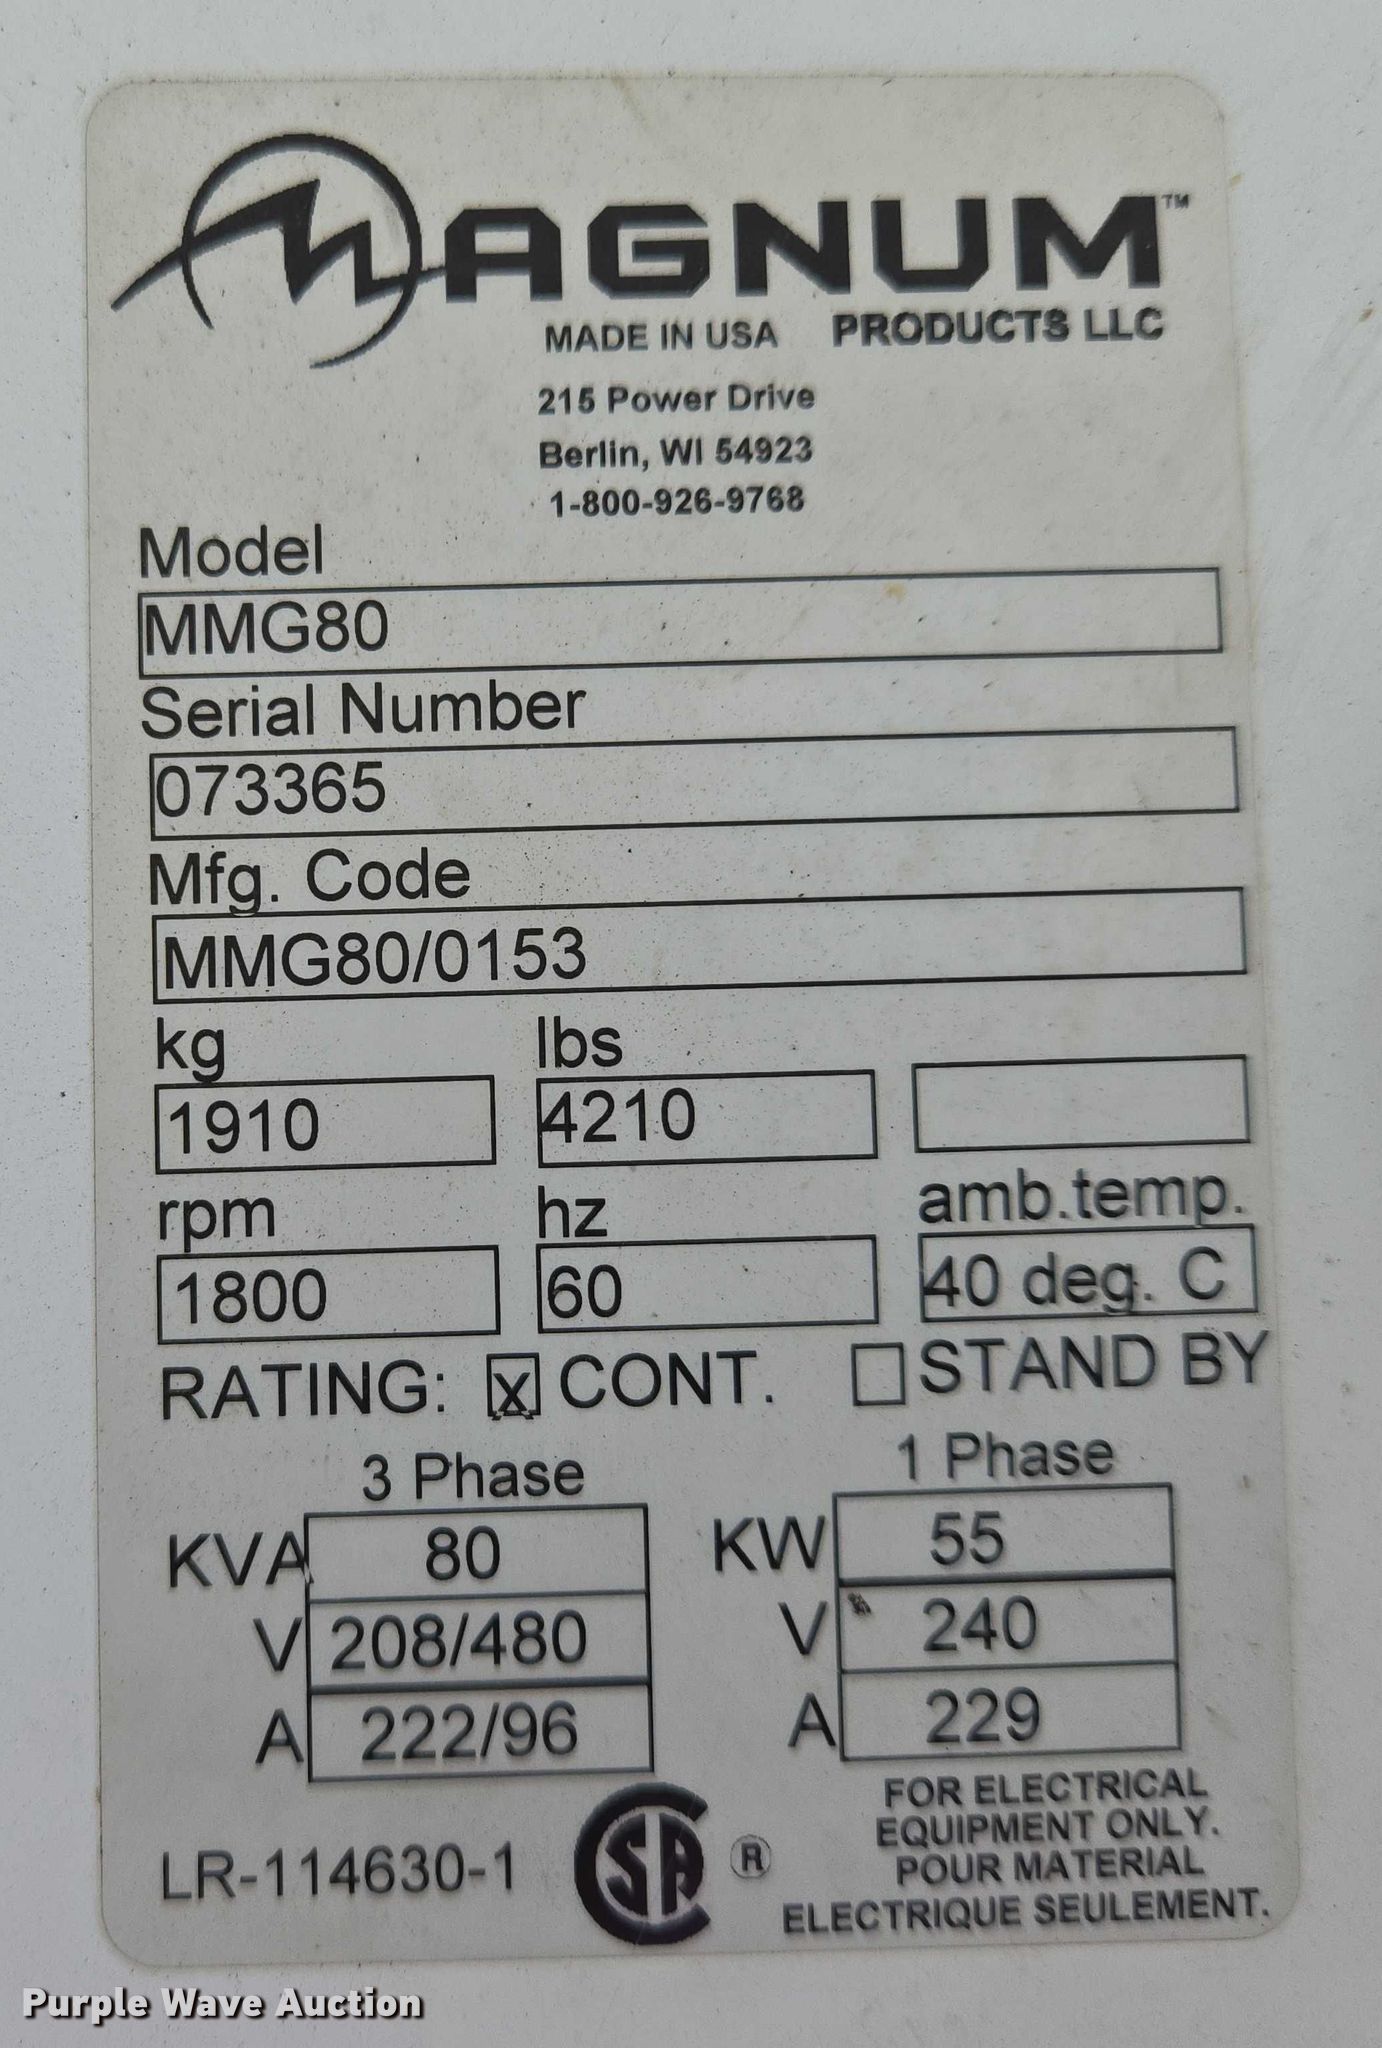 MAGNUM™
MADE IN USA PRODUCTS LLC
215 Power Drive
Berlin, WI 54923
1-800-926-9768
Model
MMG80
Serial Number
073365
Mfg. Code
MMG80/0153
kg lbs
1910 4210
rpm hz amb.temp.
1800 60 40 deg. C
RATING: x CONT. STAND BY
3 Phase 1 Phase
KVA 80 KW 55
V 208/480 V 240
A 222/96 A 229
LR-114630-1 CSA ®
FOR ELECTRICAL
EQUIPMENT ONLY.
POUR MATERIAL
ELECTRIQUE SEULEMENT.
Purple Wave Auction